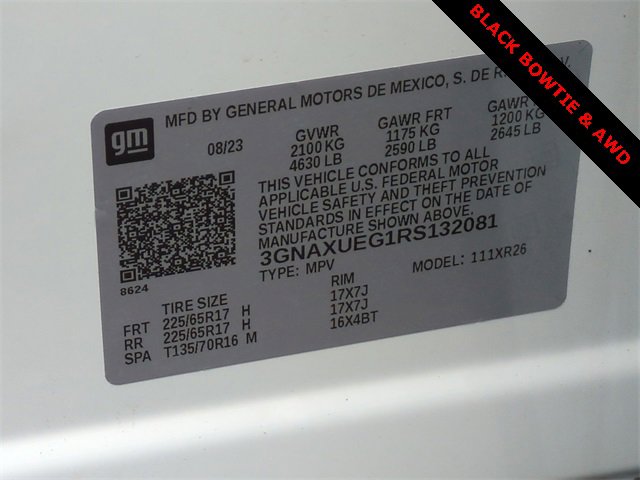 BLACK BOWTIE & AWD
gm
MFD BY GENERAL MOTORS DE MEXICO, S. DE R. V.
08/23
GVWR
2100 KG
4630 LB
GAWR FRT
1175 KG
2590 LB
GAWR
1200 KG
2645 LB
THIS VEHICLE CONFORMS TO ALL
APPLICABLE U.S. FEDERAL MOTOR
VEHICLE SAFETY AND THEFT PREVENTION
STANDARDS IN EFFECT ON THE DATE OF
MANUFACTURE SHOWN ABOVE.
3GNAXUEG1RS132081
TYPE: MPV
MODEL: 111XR26
8624
TIRE SIZE RIM
FRT 225/65R17 H 17X7J
RR 225/65R17 H 17X7J
SPA T135/70R16 M 16X4BT